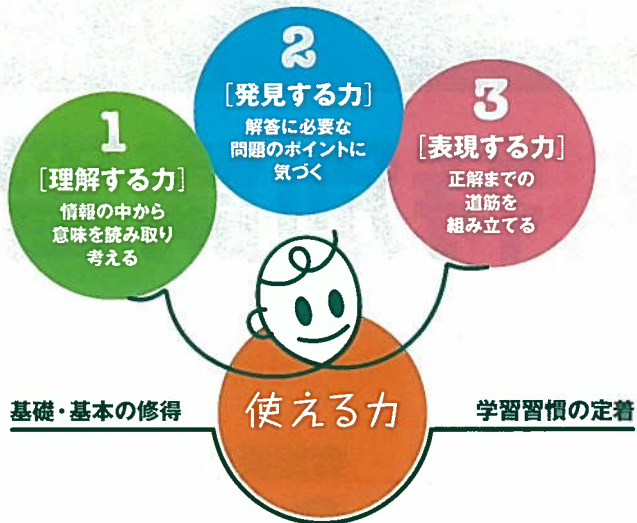 1
[理解する力]
情報の中から
意味を読み取り
考える
2
[発見する力]
解答に必要な
問題のポイントに
気づく
3
[表現する力]
正解までの
道筋を
組み立てる
使える力
基礎・基本の修得
学習習慣の定着